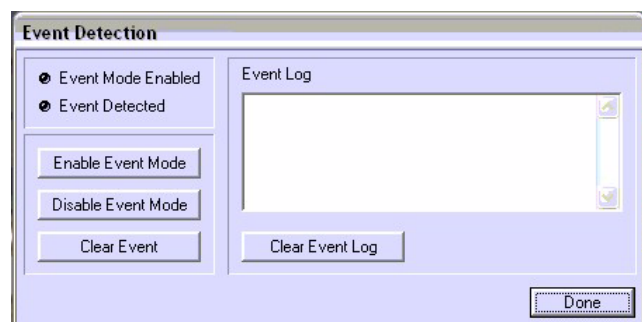 Event Detection
Event Mode Enabled
Event Detected
Enable Event Mode
Disable Event Mode
Clear Event
Event Log
Clear Event Log
Done